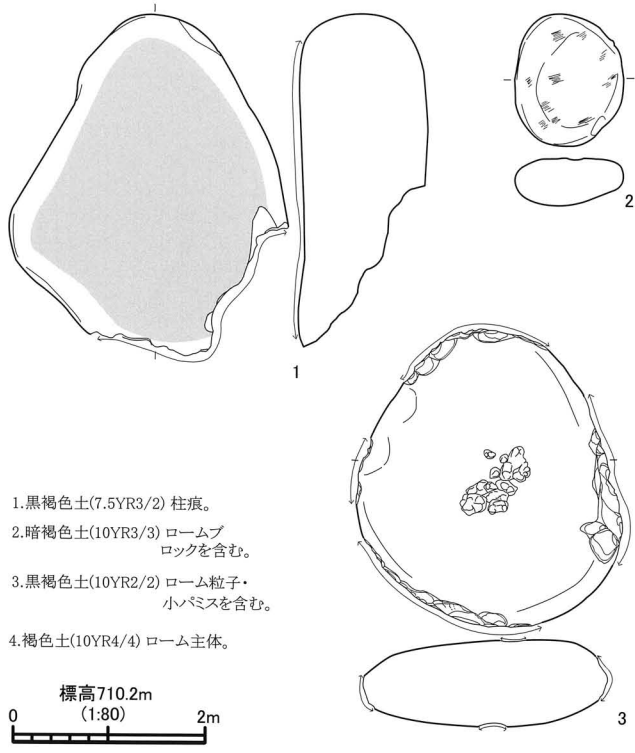 1
2
3
1.黒褐色土(7.5YR3/2) 柱痕。
2.暗褐色土(10YR3/3) ロームブ
ロックを含む。
3.黒褐色土(10YR2/2) ローム粒子・
小パミスを含む。
4.褐色土(10YR4/4) ローム主体。
標高710.2m
(1:80)
0 2m